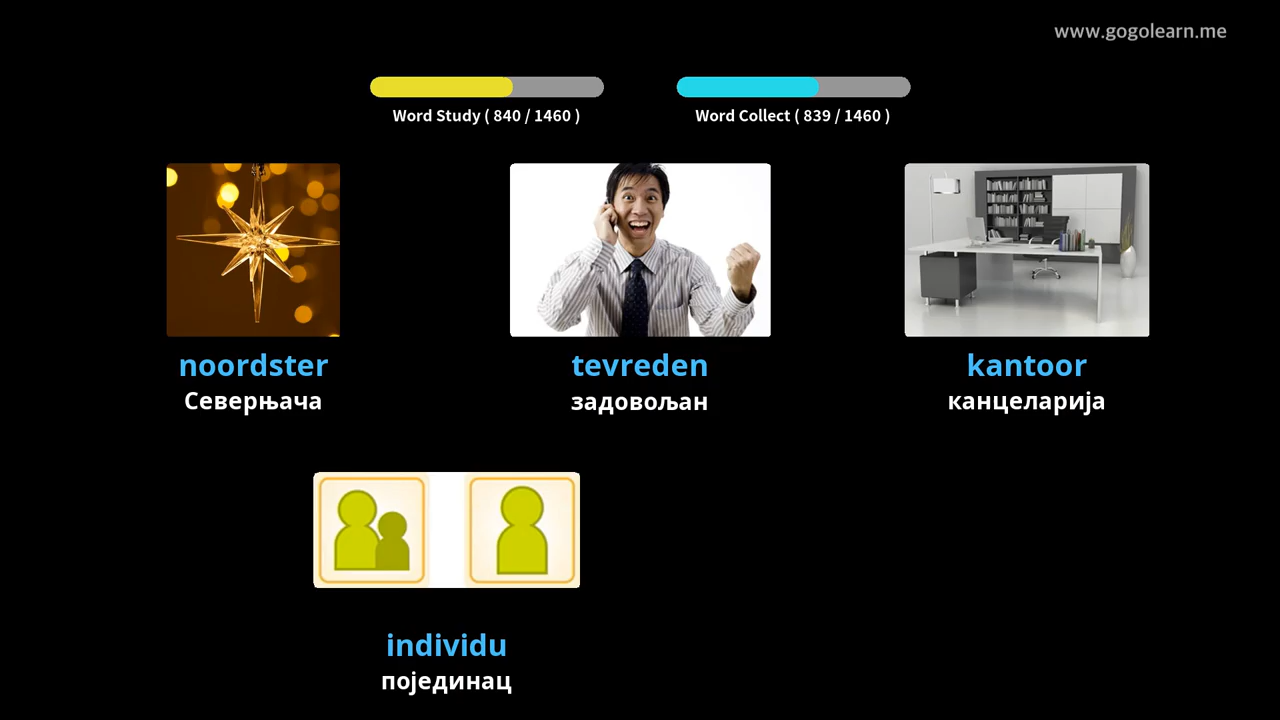 www.gogolearn.me
Word Study ( 840 / 1460 )
Word Collect ( 839 / 1460 )
noordster
Северњача
tevreden
задовољан
kantoor
канцеларија
individu
појединац